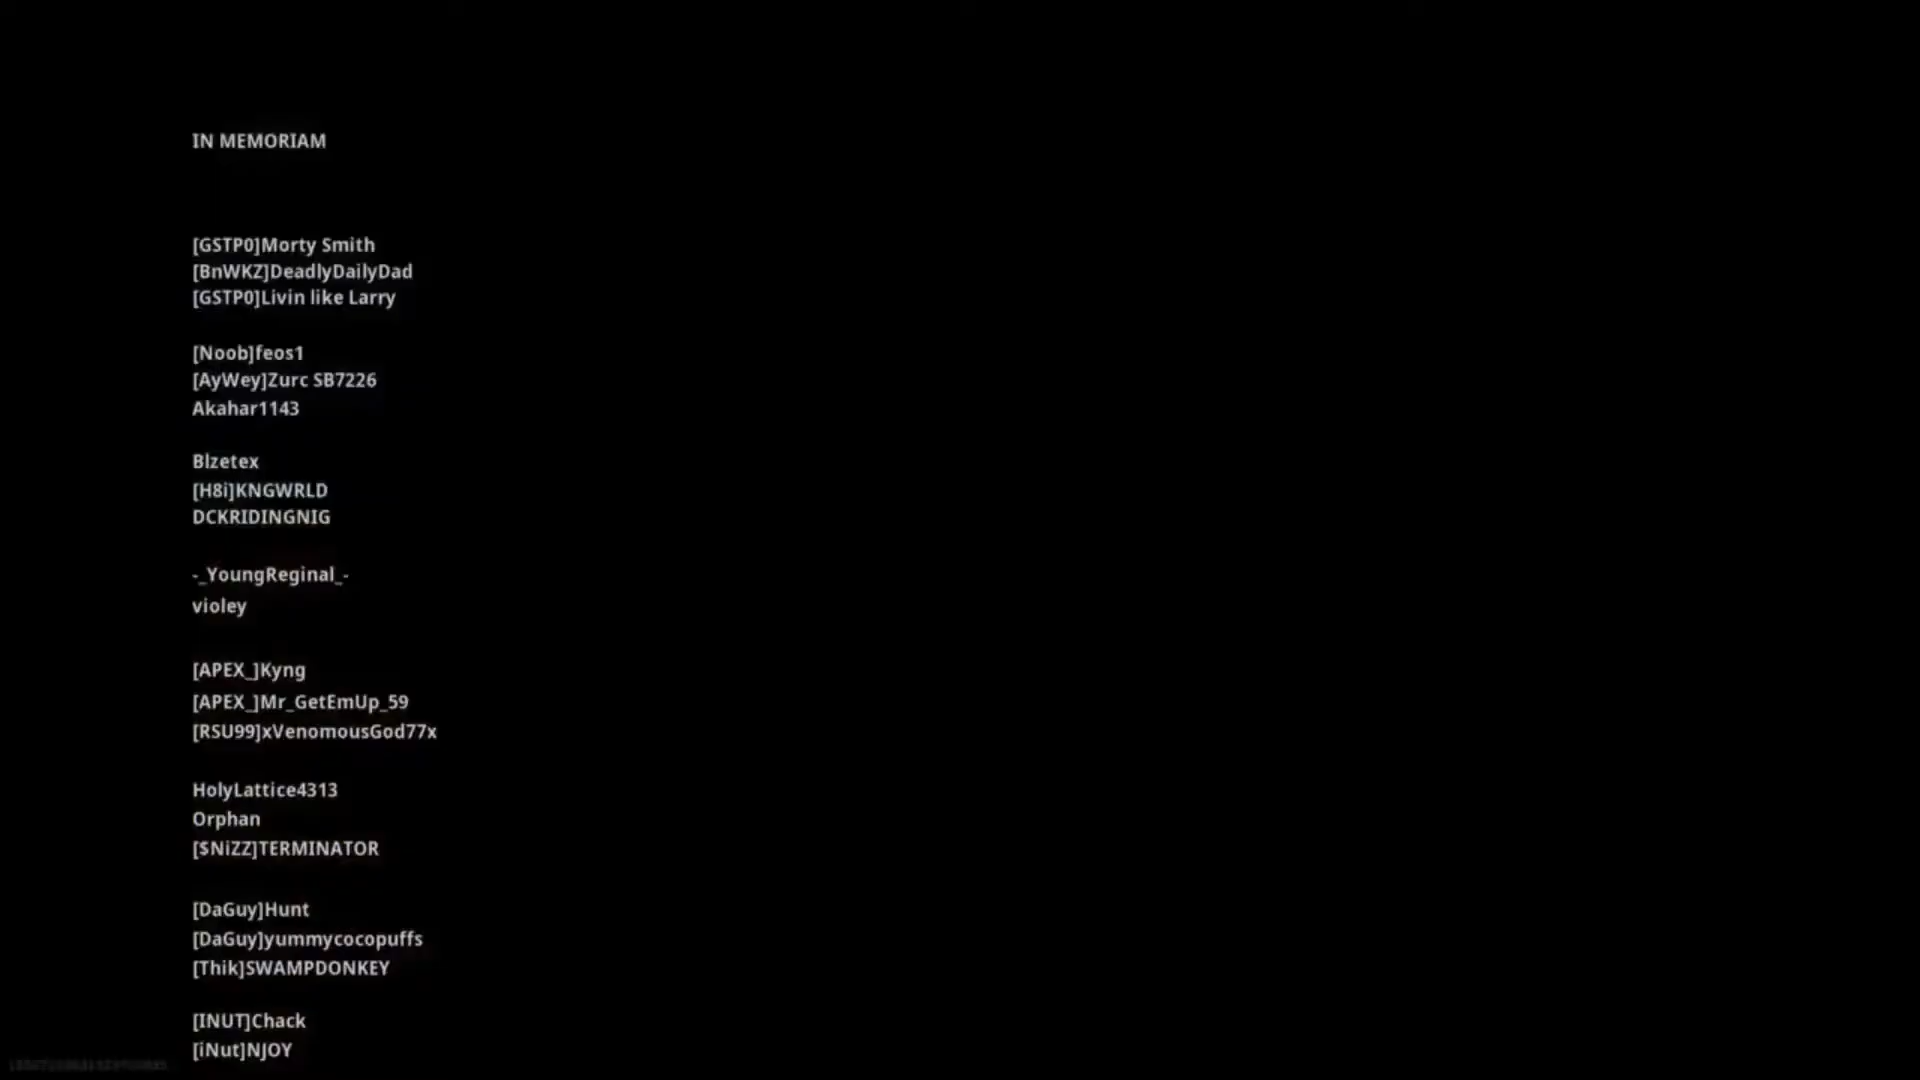 IN MEMORIAM
[GSTP0]Morty Smith
[BnWKZ]DeadlyDailyDad
[GSTP0]Livin like Larry
[Noob]feos1
[AyWey]Zurc SB7226
Akahar1143
Blzetex
[H8i]KNGWRLD
DCKRIDINGNIG
-_YoungReginal_-
violey
[APEX_]Kyng
[APEX_]Mr_GetEmUp_59
[RSU99]xVenomousGod77x
HolyLattice4313
Orphan
[$NiZZ]TERMINATOR
[DaGuy]Hunt
[DaGuy]yummycocopuffs
[Thik]SWAMPDONKEY
[INUT]Chack
[iNut]NJOY